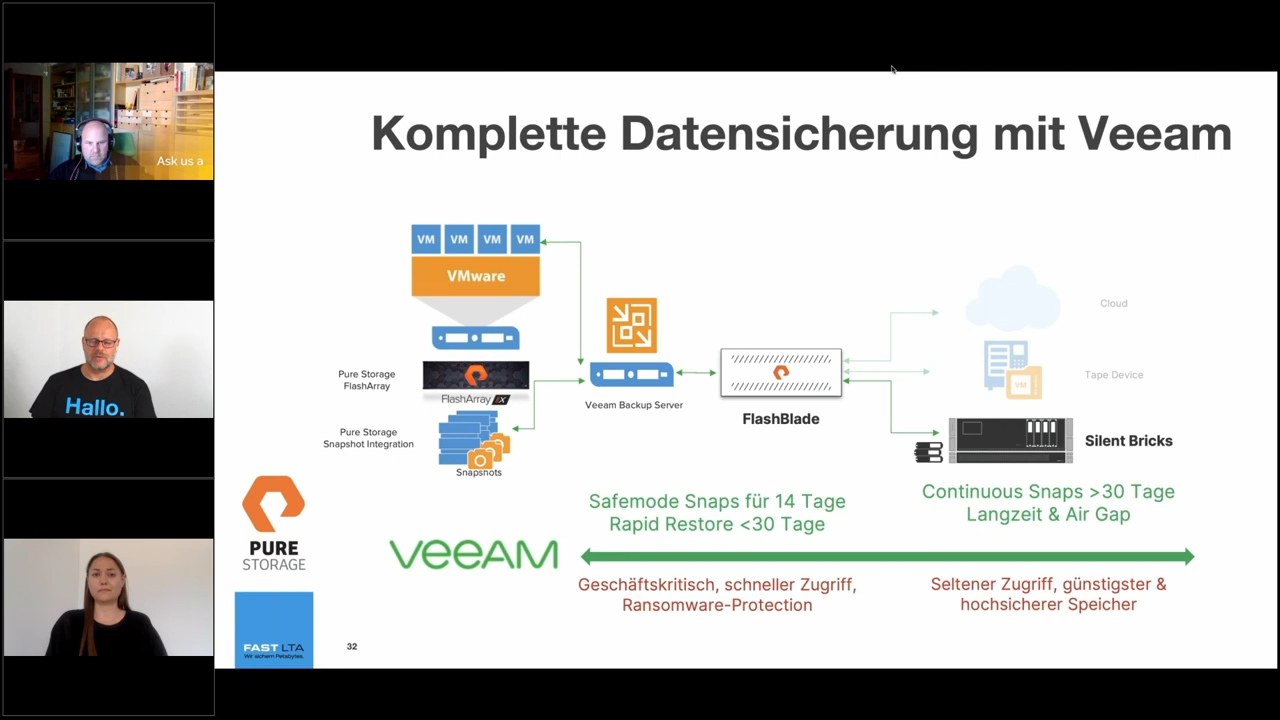 Ask us a
Hallo.
Komplette Datensicherung mit Veeam
VM VM VM VM
VMware
Pure Storage
FlashArray
FlashArray //X
Pure Storage
Snapshot Integration
Snapshots
Veeam Backup Server
FlashBlade
Cloud
VM
Tape Device
Silent Bricks
Safemode Snaps für 14 Tage
Rapid Restore <30 Tage
Continuous Snaps >30 Tage
Langzeit & Air Gap
PURE
STORAGE
veeAM
Geschäftskritisch, schneller Zugriff,
Ransomware-Protection
Seltener Zugriff, günstigster &
hochsicherer Speicher
FAST LTA
Wir sichern Petabytes
32